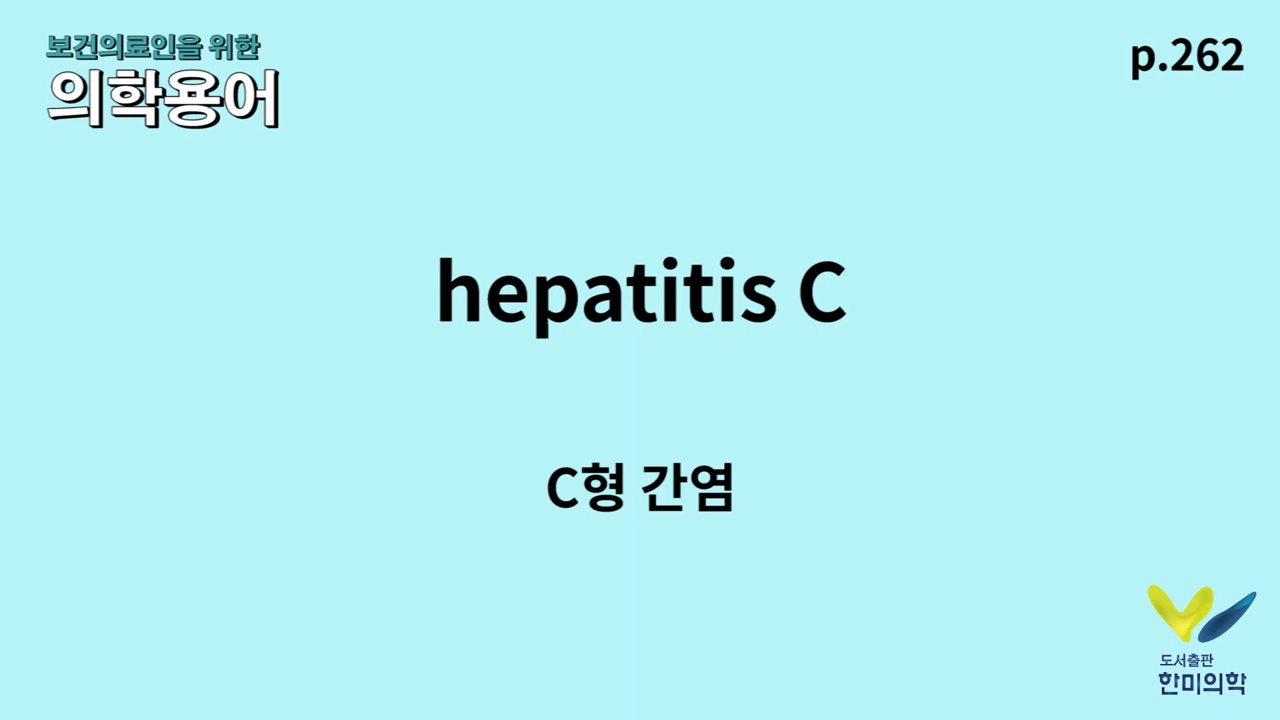 보건의료인을 위한
의학용어
p.262
hepatitis C
C형 간염
도서출판
한미의학